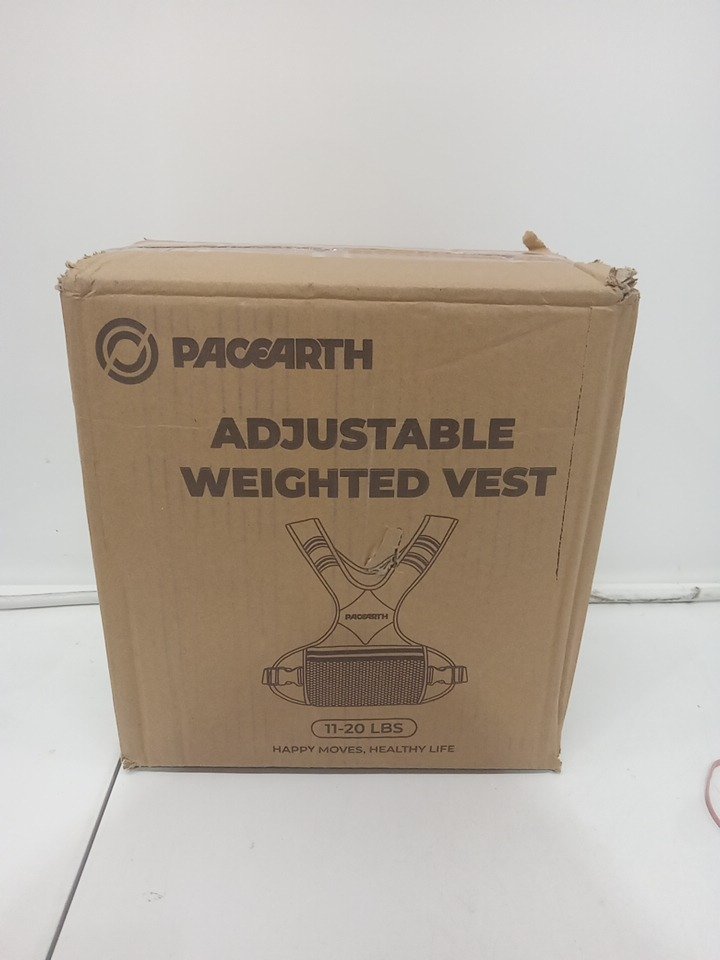 PACEARTH
ADJUSTABLE
WEIGHTED VEST
PACEARTH
11-20 LBS
HAPPY MOVES, HEALTHY LIFE